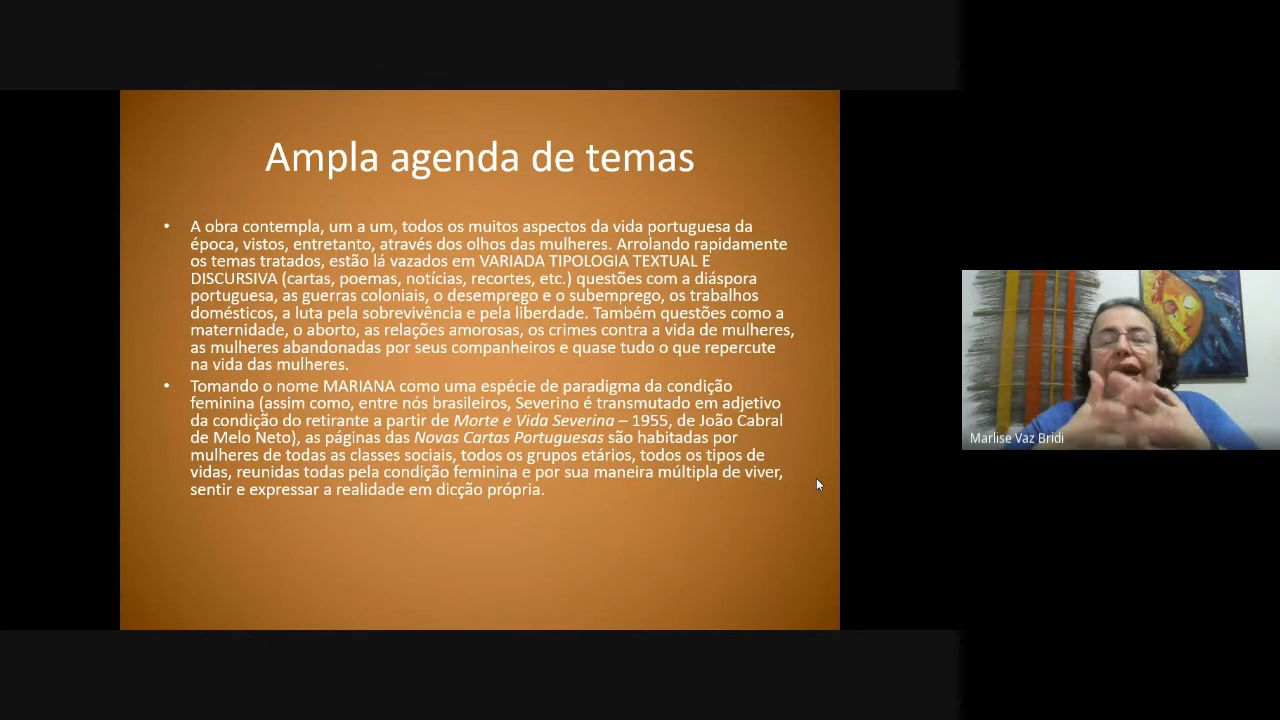 Ampla agenda de temas
• A obra contempla, um a um, todos os muitos aspectos da vida portuguesa da
época, vistos, entretanto, através dos olhos das mulheres. Arrolando rapidamente
os temas tratados, estão lá vazados em VARIADA TIPOLOGIA TEXTUAL E
DISCURSIVA (cartas, poemas, notícias, recortes, etc.) questões com a diáspora
portuguesa, as guerras coloniais, o desemprego e o subemprego, os trabalhos
domésticos, a luta pela sobrevivência e pela liberdade. Também questões como a
maternidade, o aborto, as relações amorosas, os crimes contra a vida de mulheres,
as mulheres abandonadas por seus companheiros e quase tudo o que repercute
na vida das mulheres.
• Tomando o nome MARIANA como uma espécie de paradigma da condição
feminina (assim como, entre nós brasileiros, Severino é transmutado em adjetivo
da condição do retirante a partir de Morte e Vida Severina – 1955, de João Cabral
de Melo Neto), as páginas das Novas Cartas Portuguesas são habitadas por
mulheres de todas as classes sociais, todos os grupos etários, todos os tipos de
vidas, reunidas todas pela condição feminina e por sua maneira múltipla de viver,
sentir e expressar a realidade em dicção própria.
Marlise Vaz Bridi